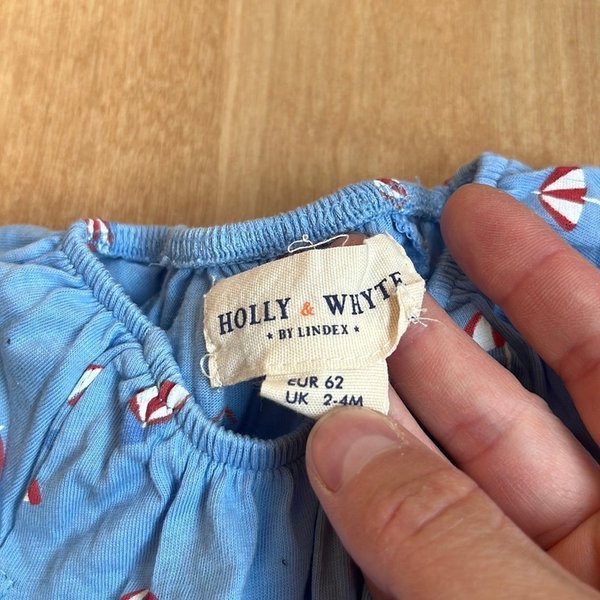 HOLLY & WHYTE
★ BY LINDEX ★
EUR 62
UK 2-4M